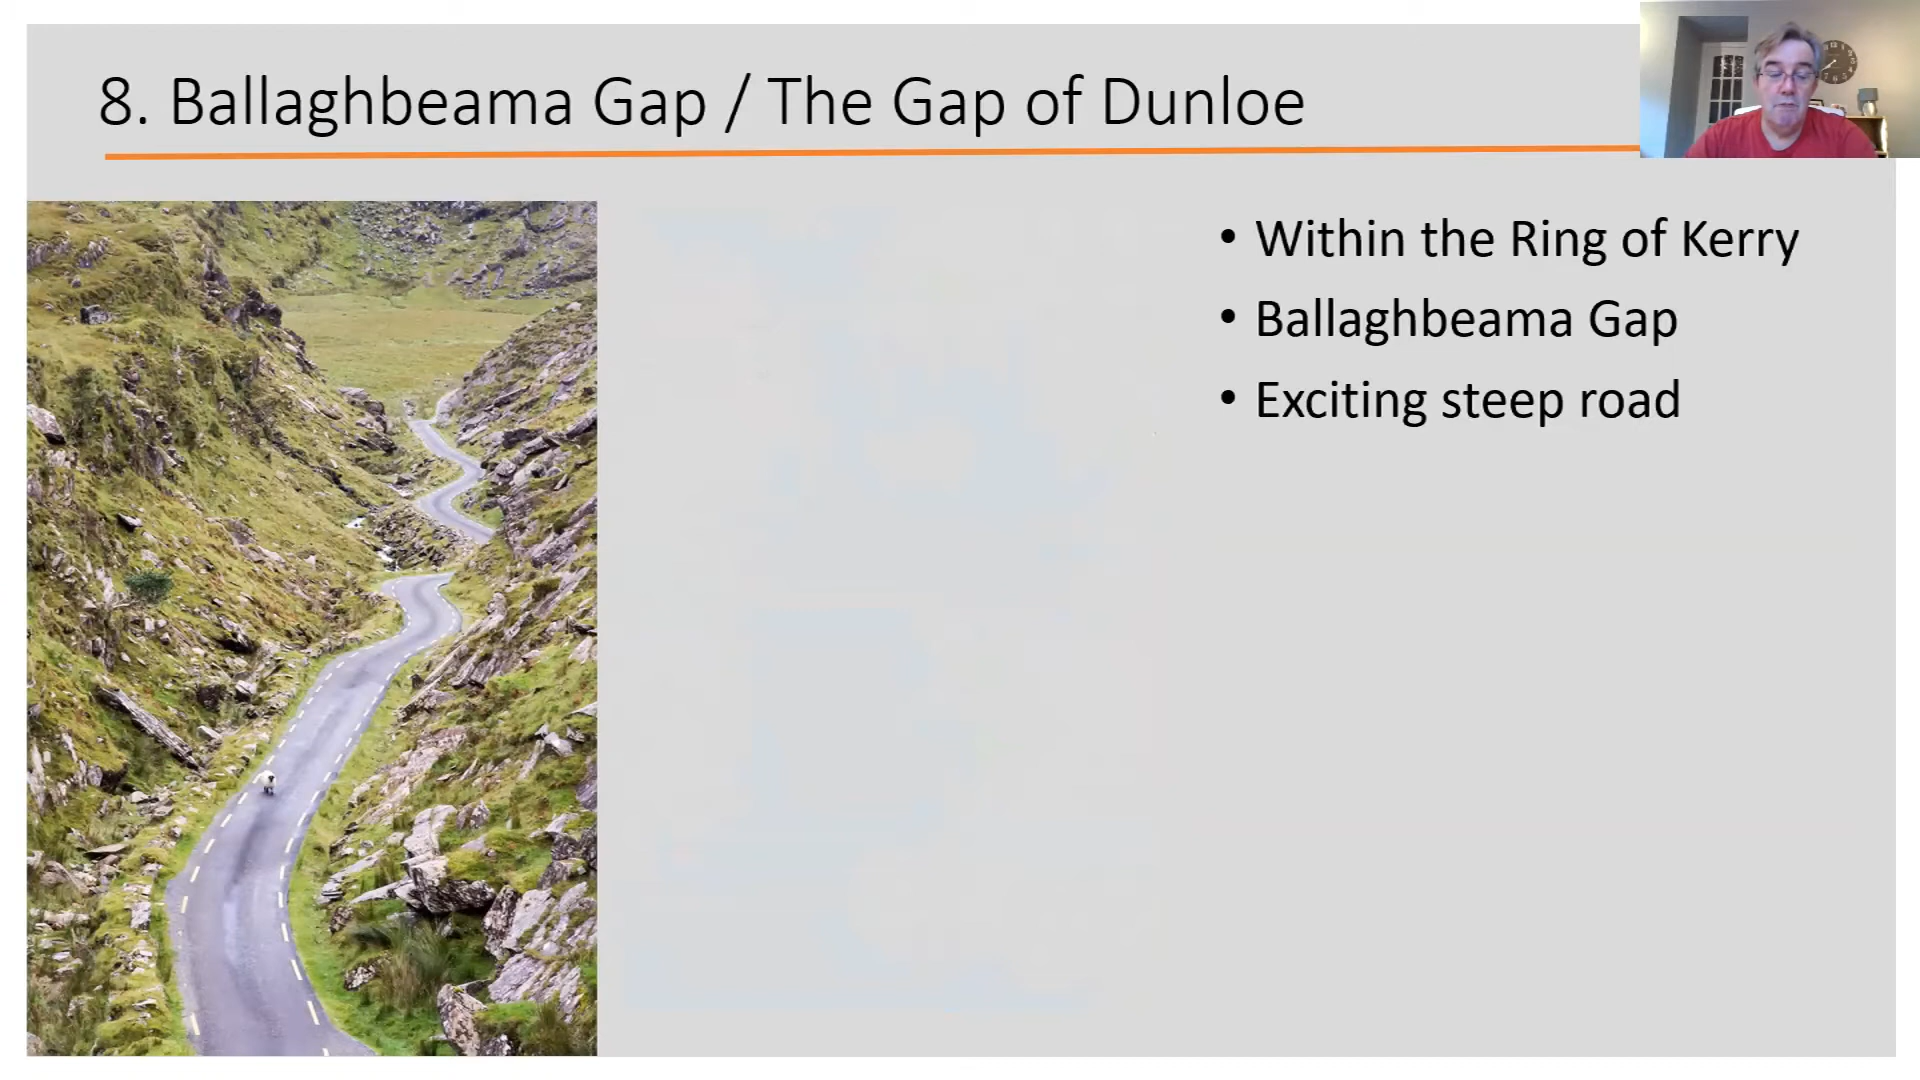 8. Ballaghbeama Gap / The Gap of Dunloe
• Within the Ring of Kerry
• Ballaghbeama Gap
• Exciting steep road